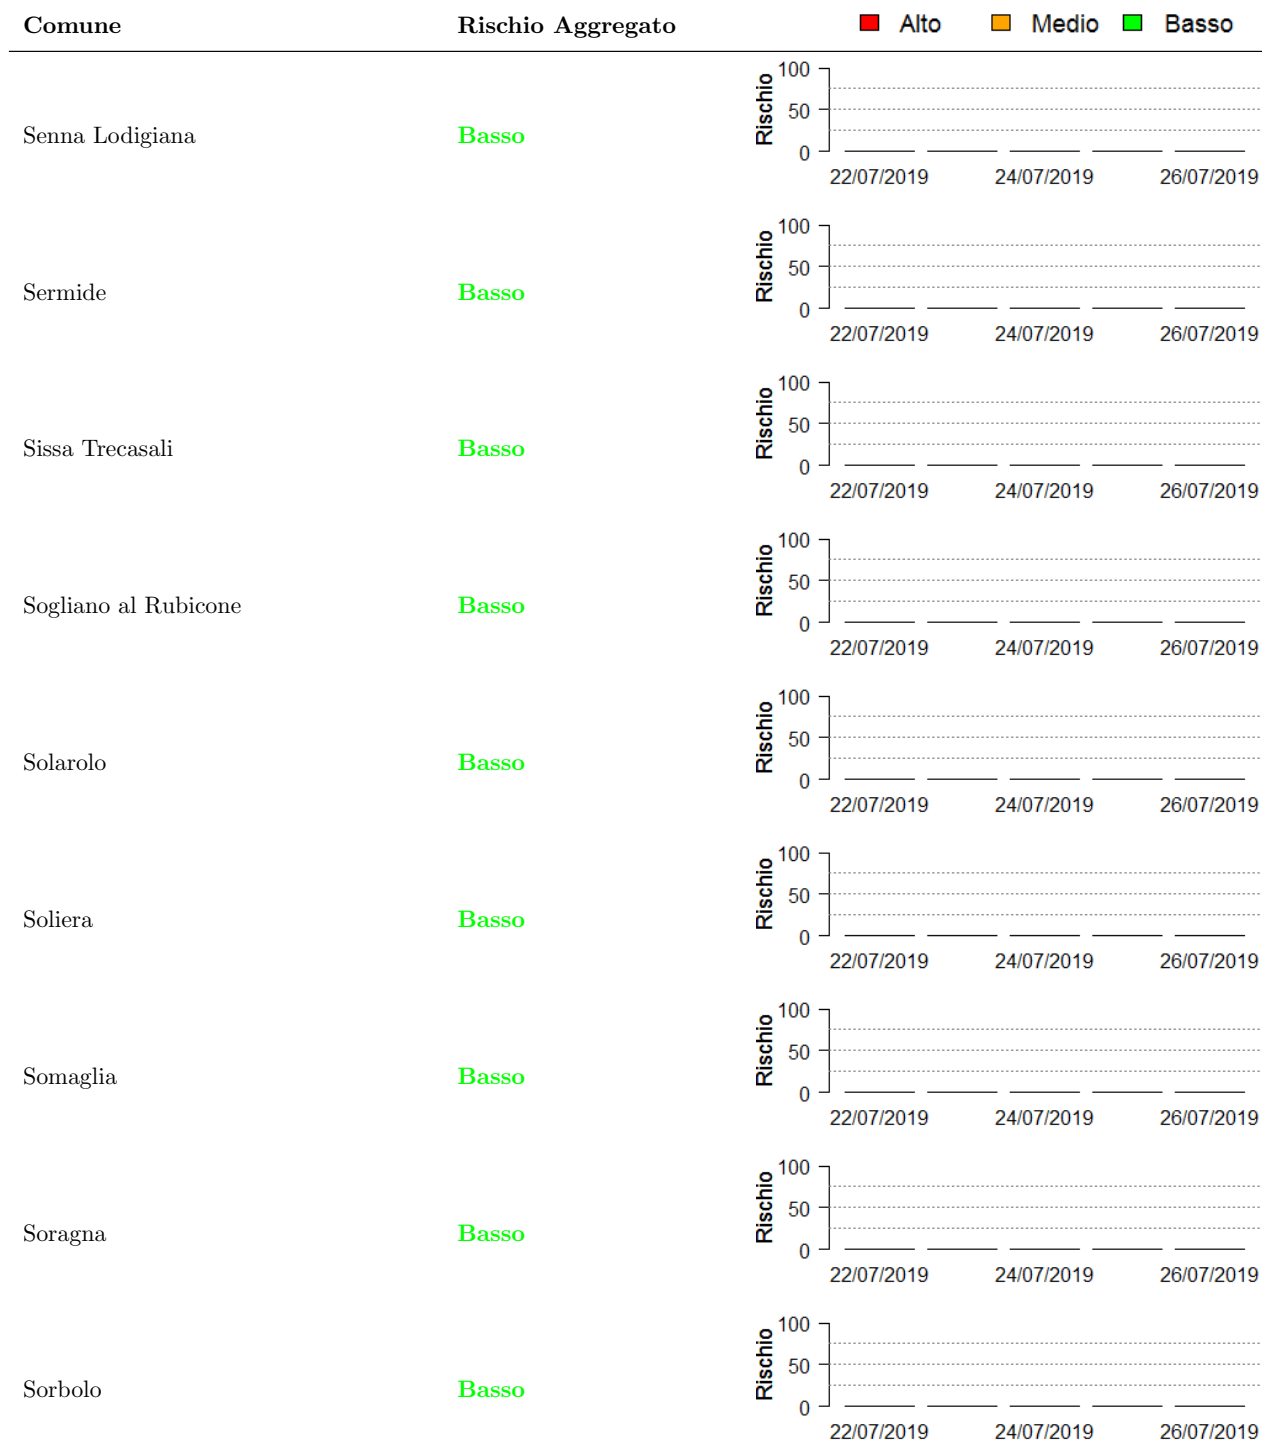 Comune Rischio Aggregato Alto Medio Basso
Senna Lodigiana Basso Rischio 100 50 0
22/07/2019 24/07/2019 26/07/2019
Sermide Basso Rischio 100 50 0
22/07/2019 24/07/2019 26/07/2019
Sissa Trecasali Basso Rischio 100 50 0
22/07/2019 24/07/2019 26/07/2019
Sogliano al Rubicone Basso Rischio 100 50 0
22/07/2019 24/07/2019 26/07/2019
Solarolo Basso Rischio 100 50 0
22/07/2019 24/07/2019 26/07/2019
Soliera Basso Rischio 100 50 0
22/07/2019 24/07/2019 26/07/2019
Somaglia Basso Rischio 100 50 0
22/07/2019 24/07/2019 26/07/2019
Soragna Basso Rischio 100 50 0
22/07/2019 24/07/2019 26/07/2019
Sorbolo Basso Rischio 100 50 0
22/07/2019 24/07/2019 26/07/2019